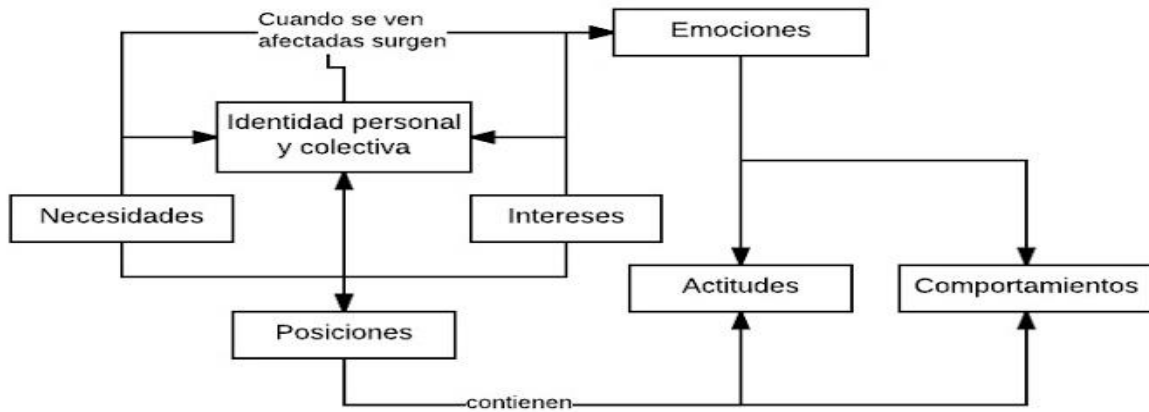 Cuando se ven
afectadas surgen
Emociones
Identidad personal
y colectiva
Necesidades
Intereses
Actitudes
Comportamientos
Posiciones
contienen